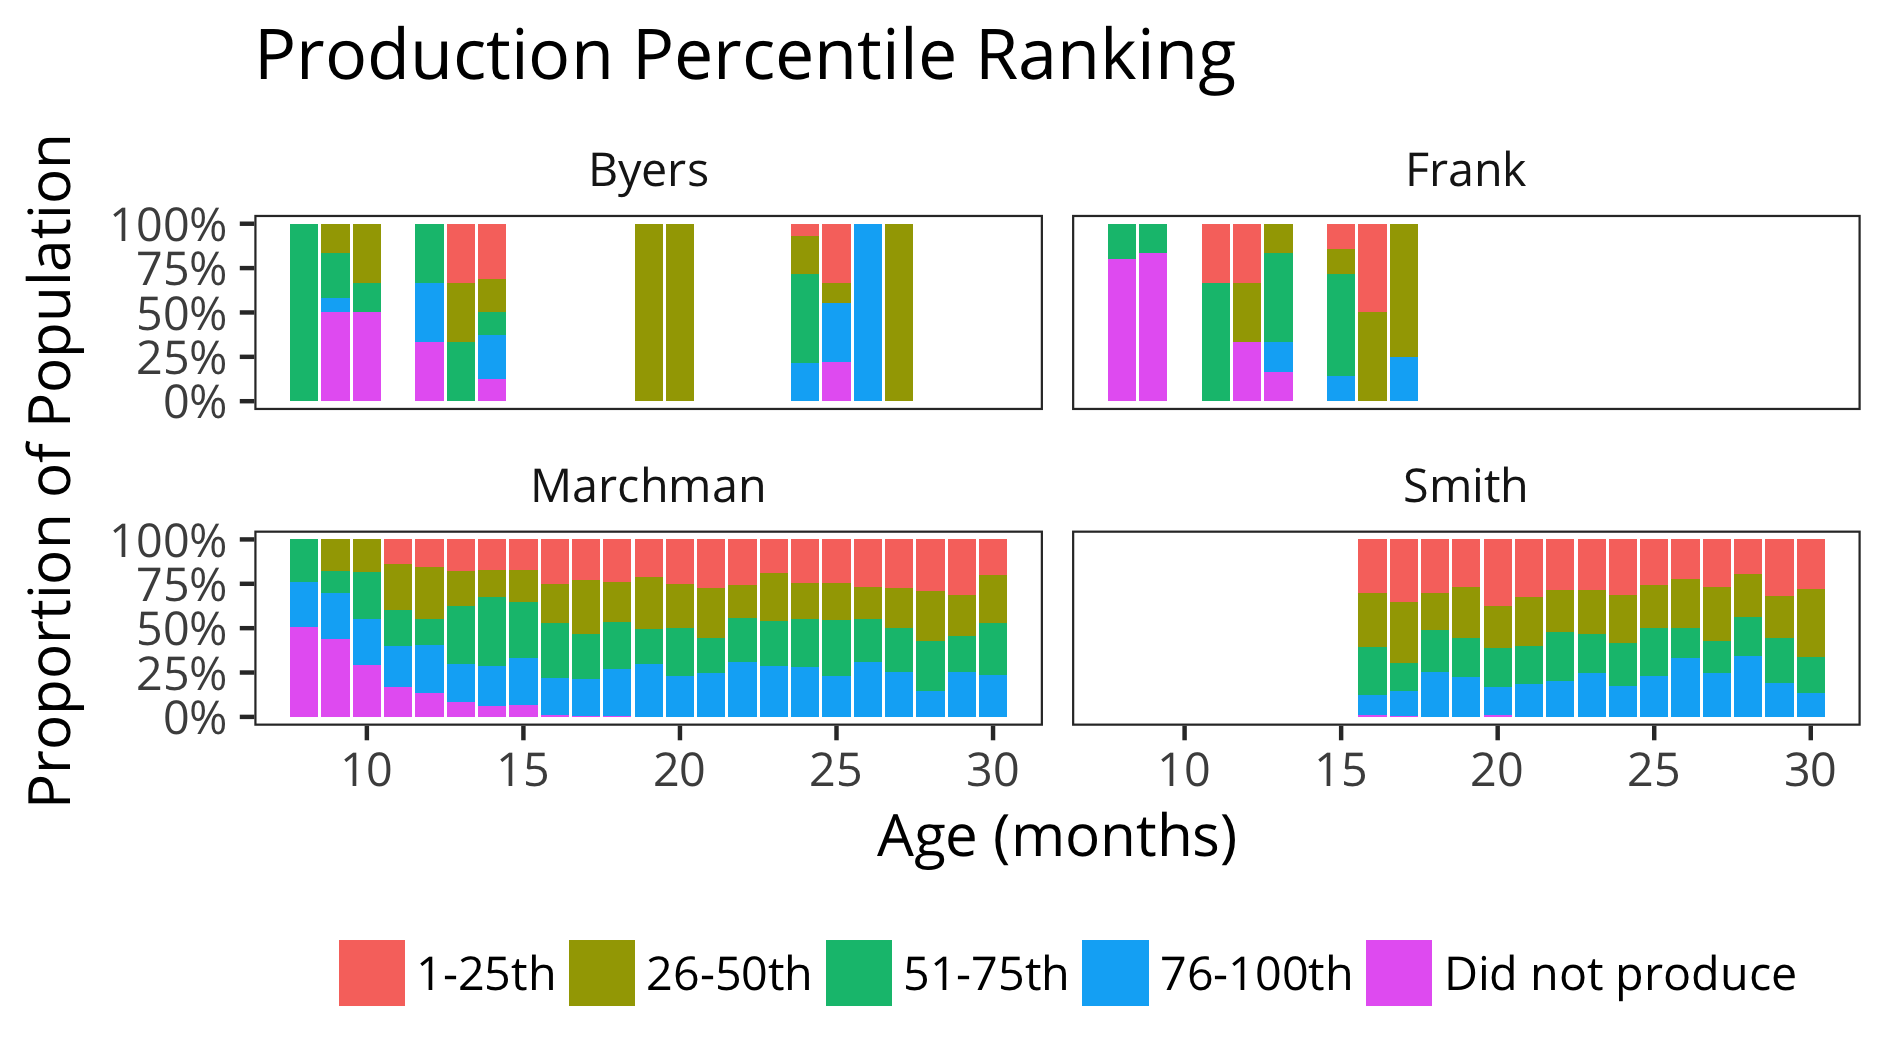 Production Percentile Ranking
Proportion of Population
Byers
Frank
100%
75%
50%
25%
0%
Marchman
Smith
100%
75%
50%
25%
0%
10 15 20 25 30
10 15 20 25 30
Age (months)
1-25th 26-50th 51-75th 76-100th Did not produce